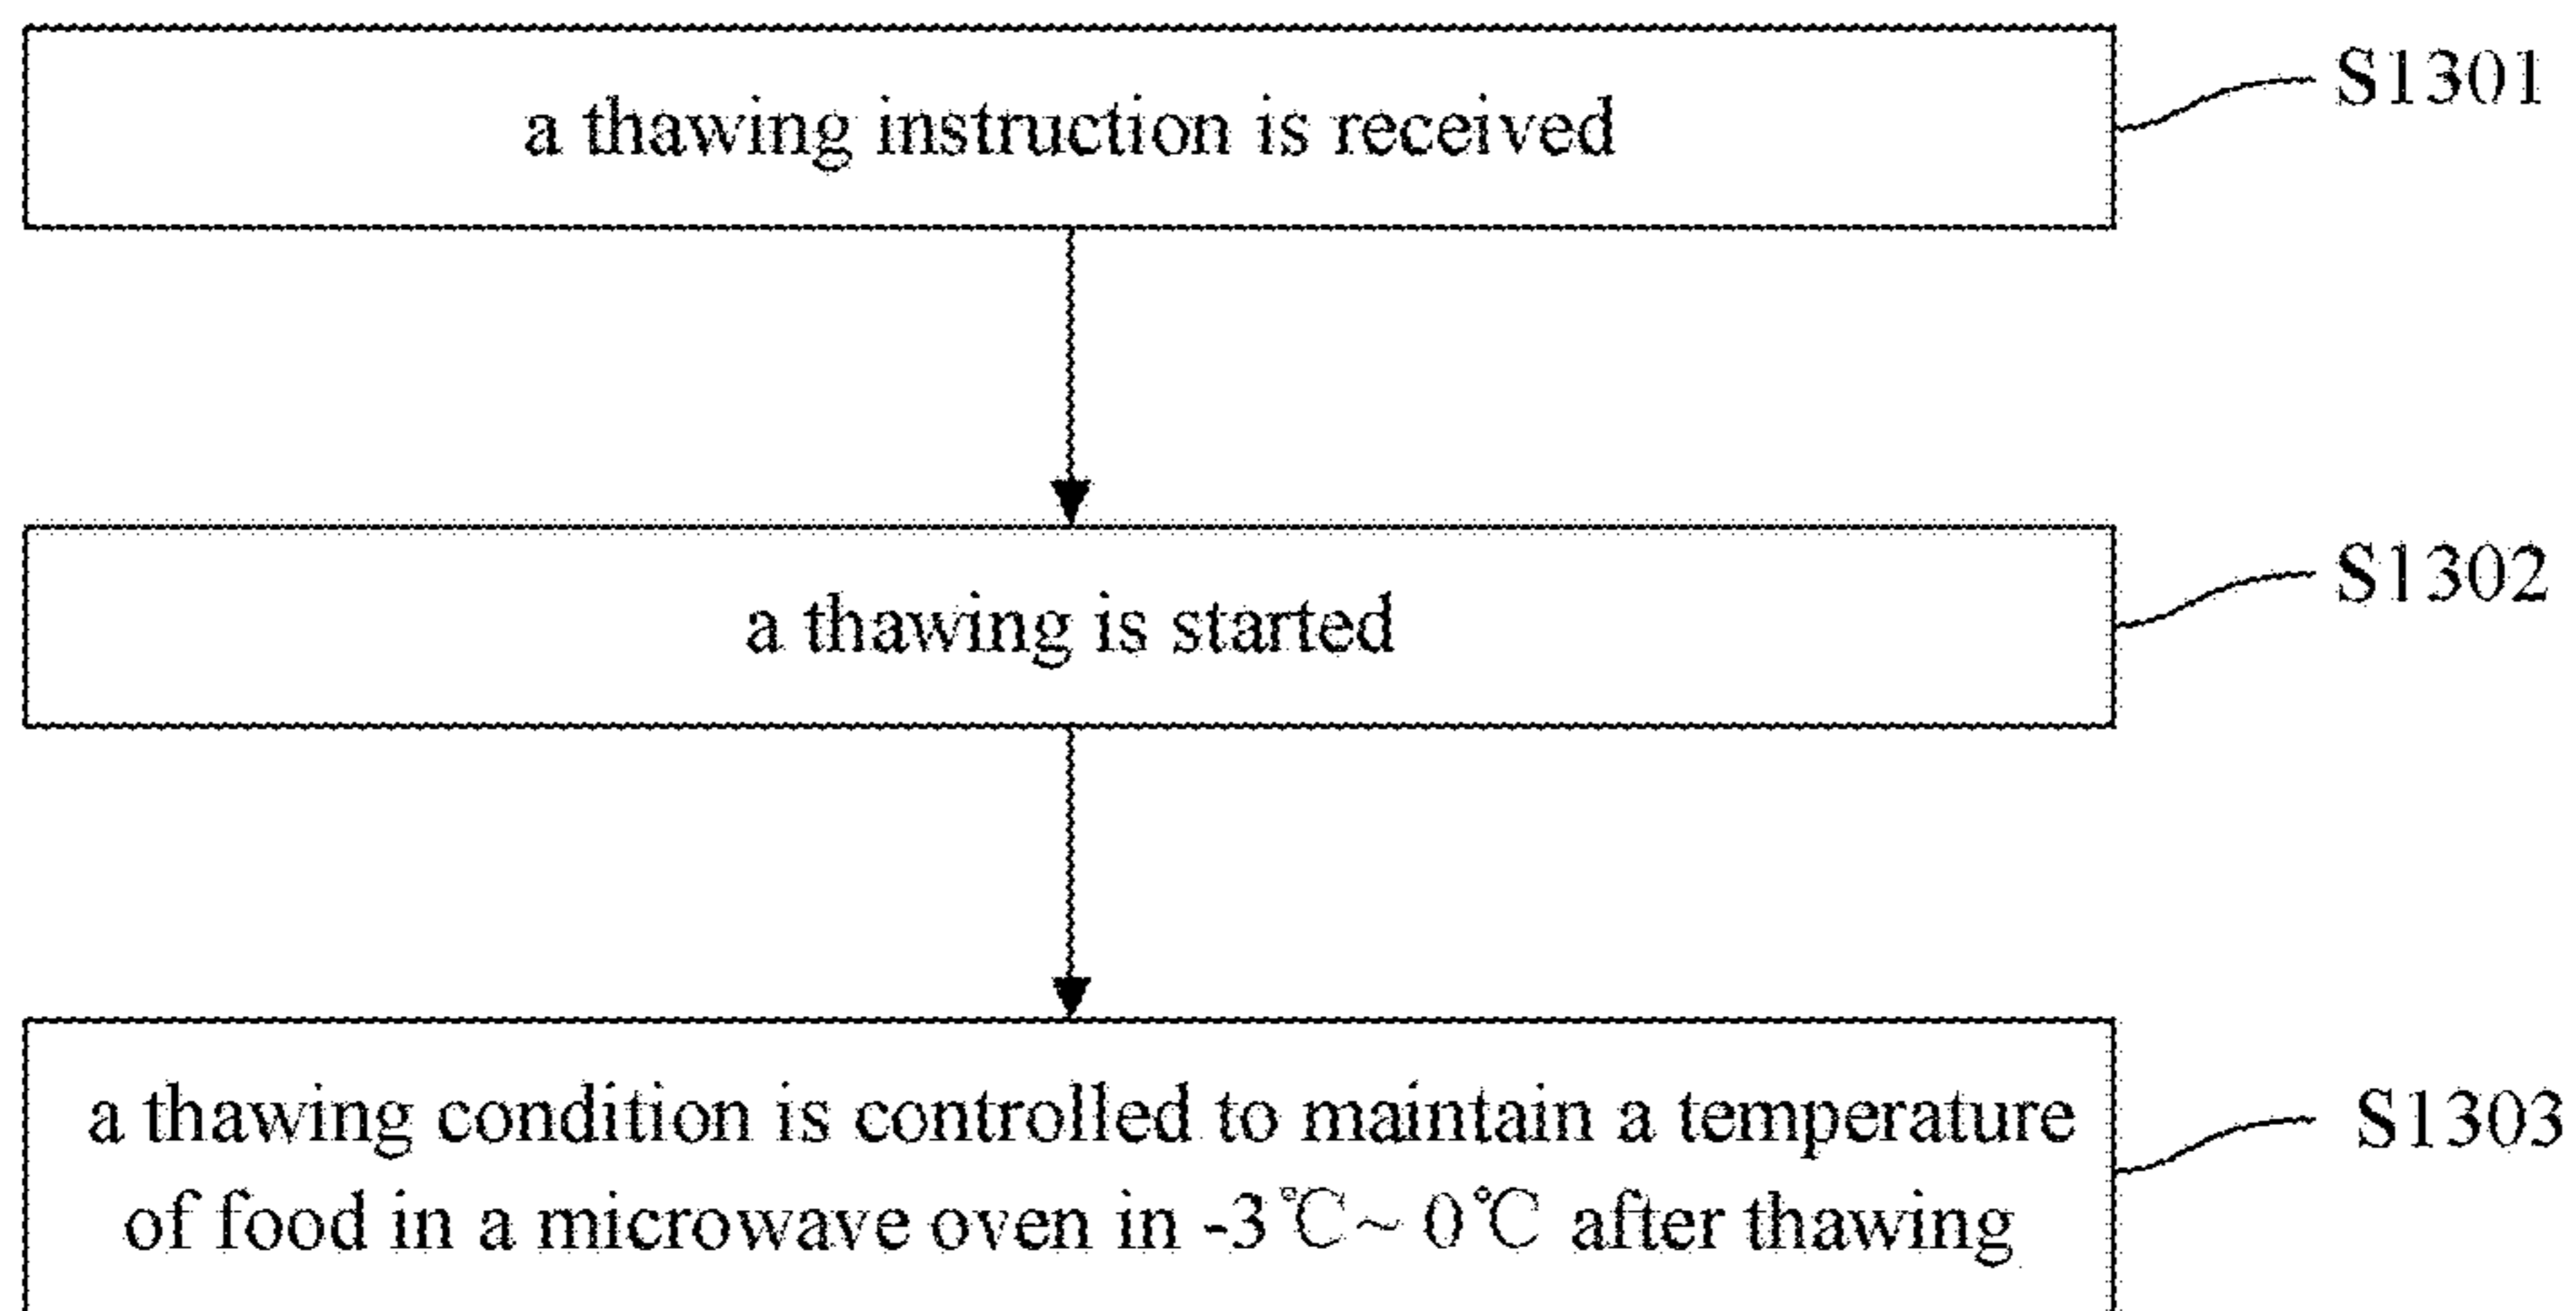 a thawing instruction is received
S1301
a thawing is started
S1302
a thawing condition is controlled to maintain a temperature
of food in a microwave oven in -3℃~ 0℃ after thawing
S1303